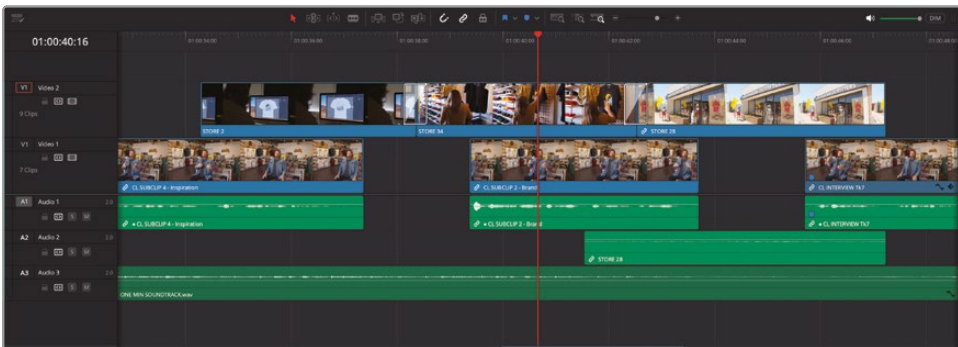 DIM
01:00:40:16
01:00:34:00 01:00:36:00 01:00:38:00 01:00:40:00 01:00:42:00 01:00:44:00 01:00:46:00 01:00:48:00
V1 Video 2
9 Clips
STORE 2
STORE 34
STORE 28
V1 Video 1
7 Clips
CL SUBCLIP 4 - Inspiration
CL SUBCLIP 2 - Brand
CL INTERVIEW Tk7
A1 Audio 1 2.0
S M
• CL SUBCLIP 4 - Inspiration
• CL SUBCLIP 2 - Brand
• CL INTERVIEW Tk7
A2 Audio 2 2.0
S M
STORE 28
A3 Audio 3 2.0
S M
ONE MIN SOUNDTRACK.wav